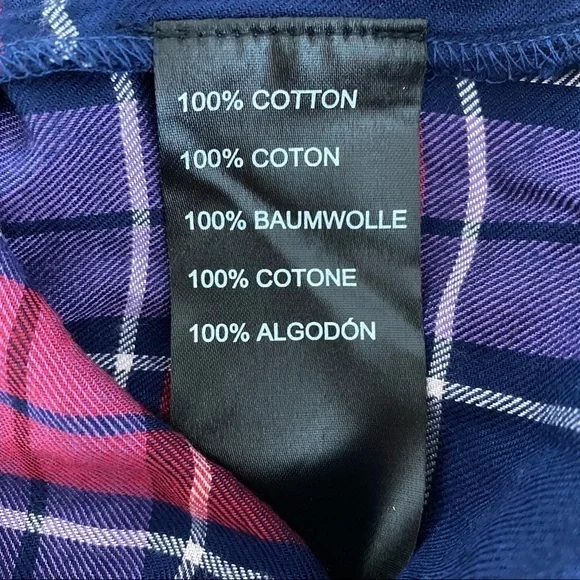 100% COTTON
100% COTON
100% BAUMWOLLE
100% COTONE
100% ALGODÓN